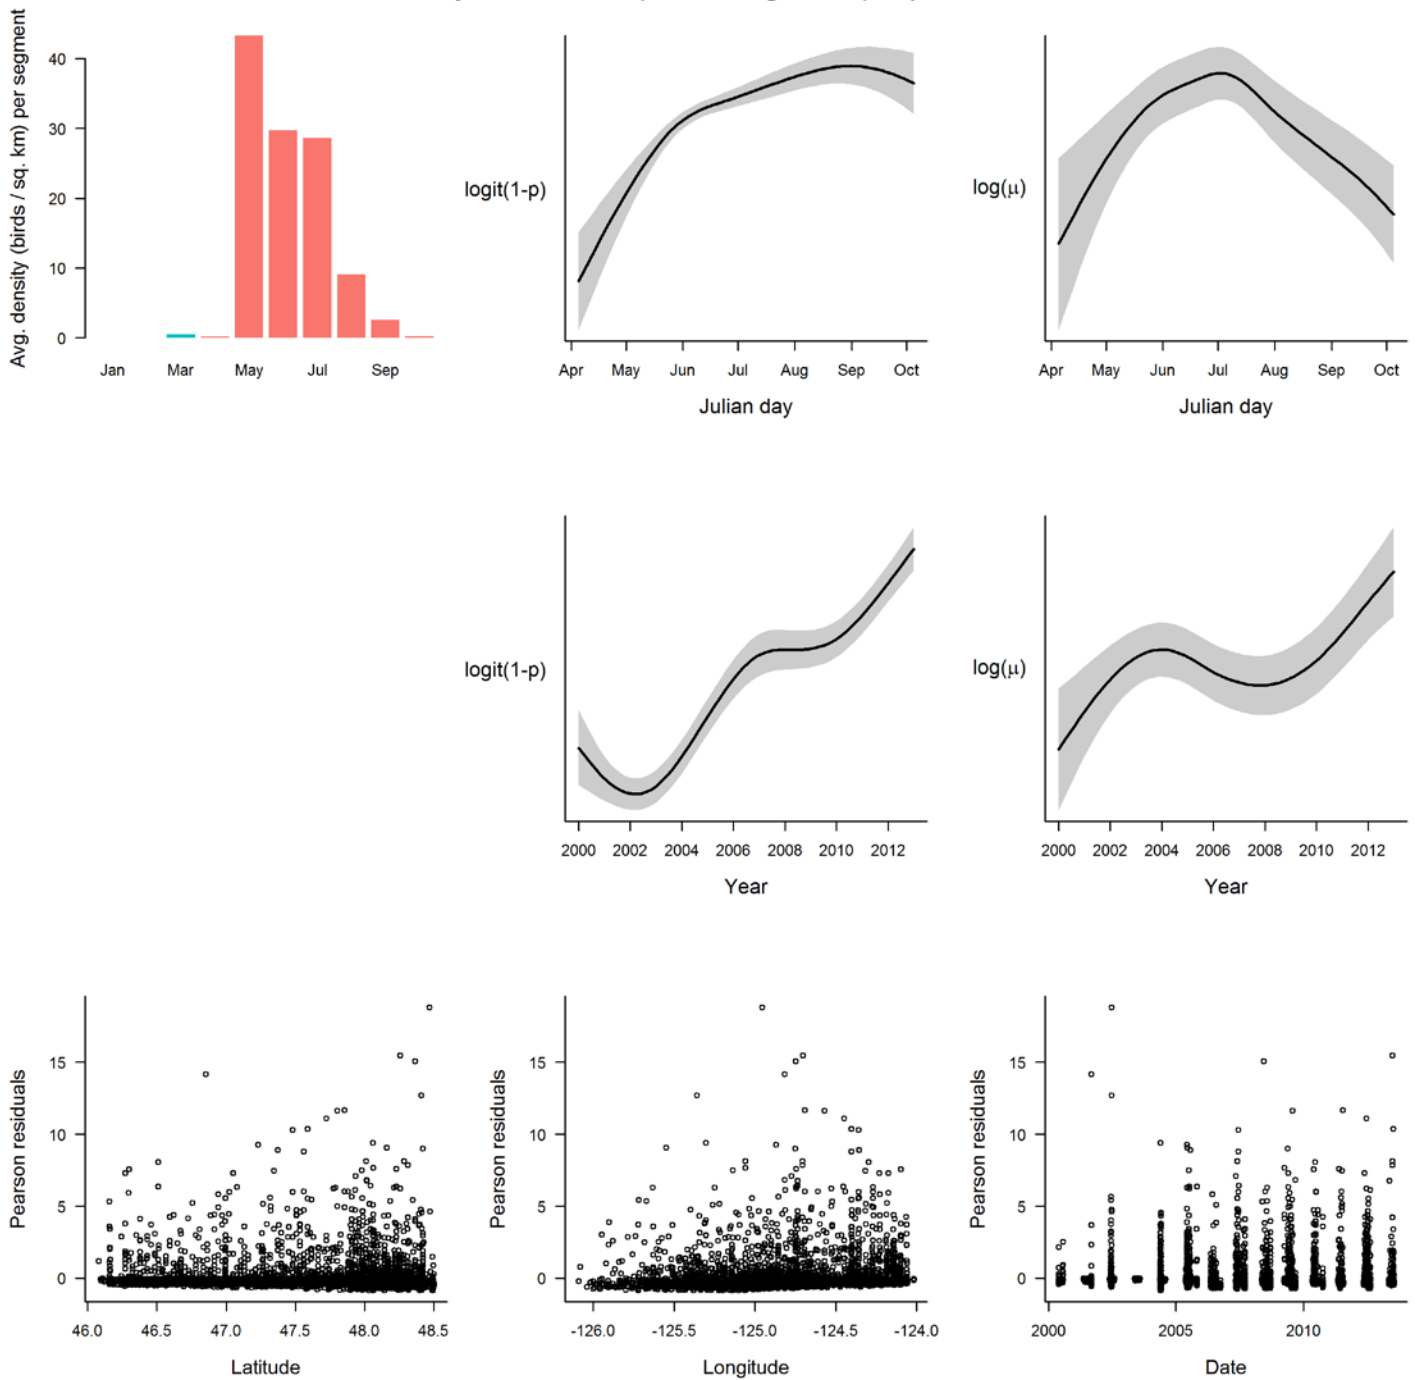 Avg. density (birds / sq. km) per segment
40
30
20
10
0
Jan Mar May Jul Sep
logit(1-p)
Apr May Jun Jul Aug Sep Oct
Julian day
log(μ)
Apr May Jun Jul Aug Sep Oct
Julian day
logit(1-p)
2000 2002 2004 2006 2008 2010 2012
Year
log(μ)
2000 2002 2004 2006 2008 2010 2012
Year
Pearson residuals
15
10
5
0
46.0 46.5 47.0 47.5 48.0 48.5
Latitude
Pearson residuals
15
10
5
0
-126.0 -125.5 -125.0 -124.5 -124.0
Longitude
Pearson residuals
15
10
5
0
2000 2005 2010
Date